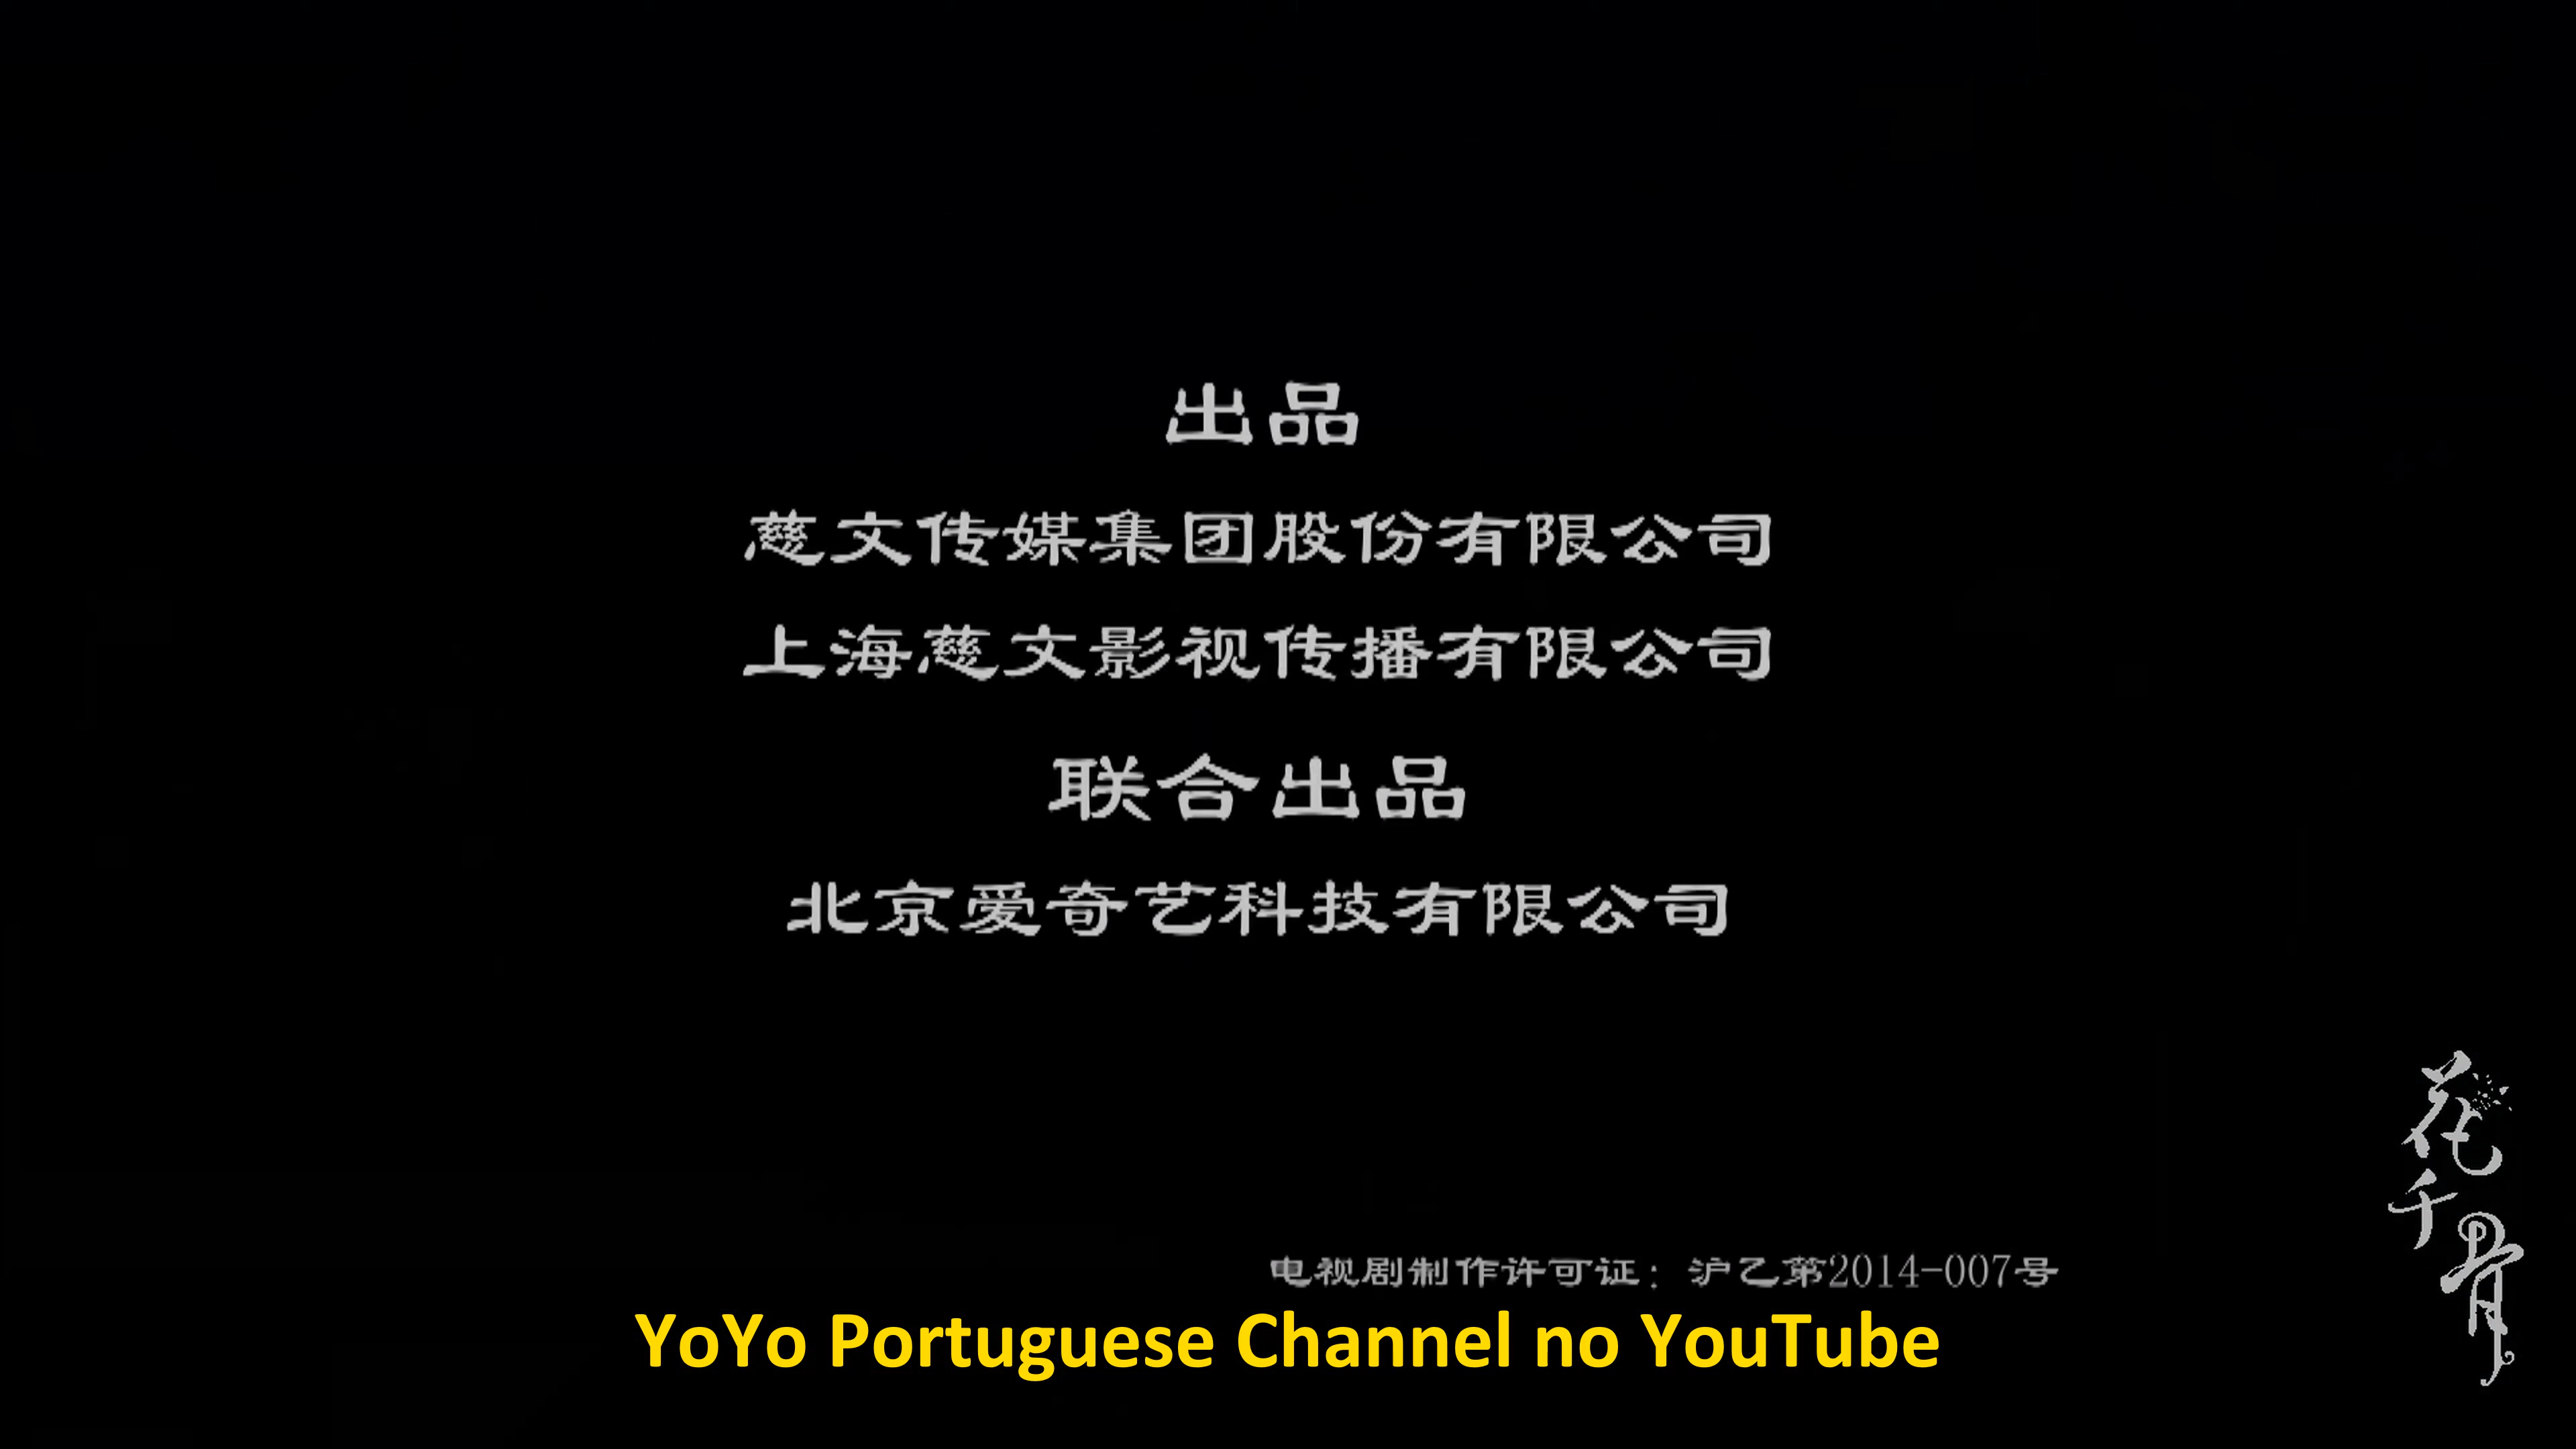 出品
慈文传媒集团股份有限公司
上海慈文影视传播有限公司
联合出品
北京爱奇艺科技有限公司
花千骨
电视剧制作许可证：沪乙第2014-007号
YoYo Portuguese Channel no YouTube